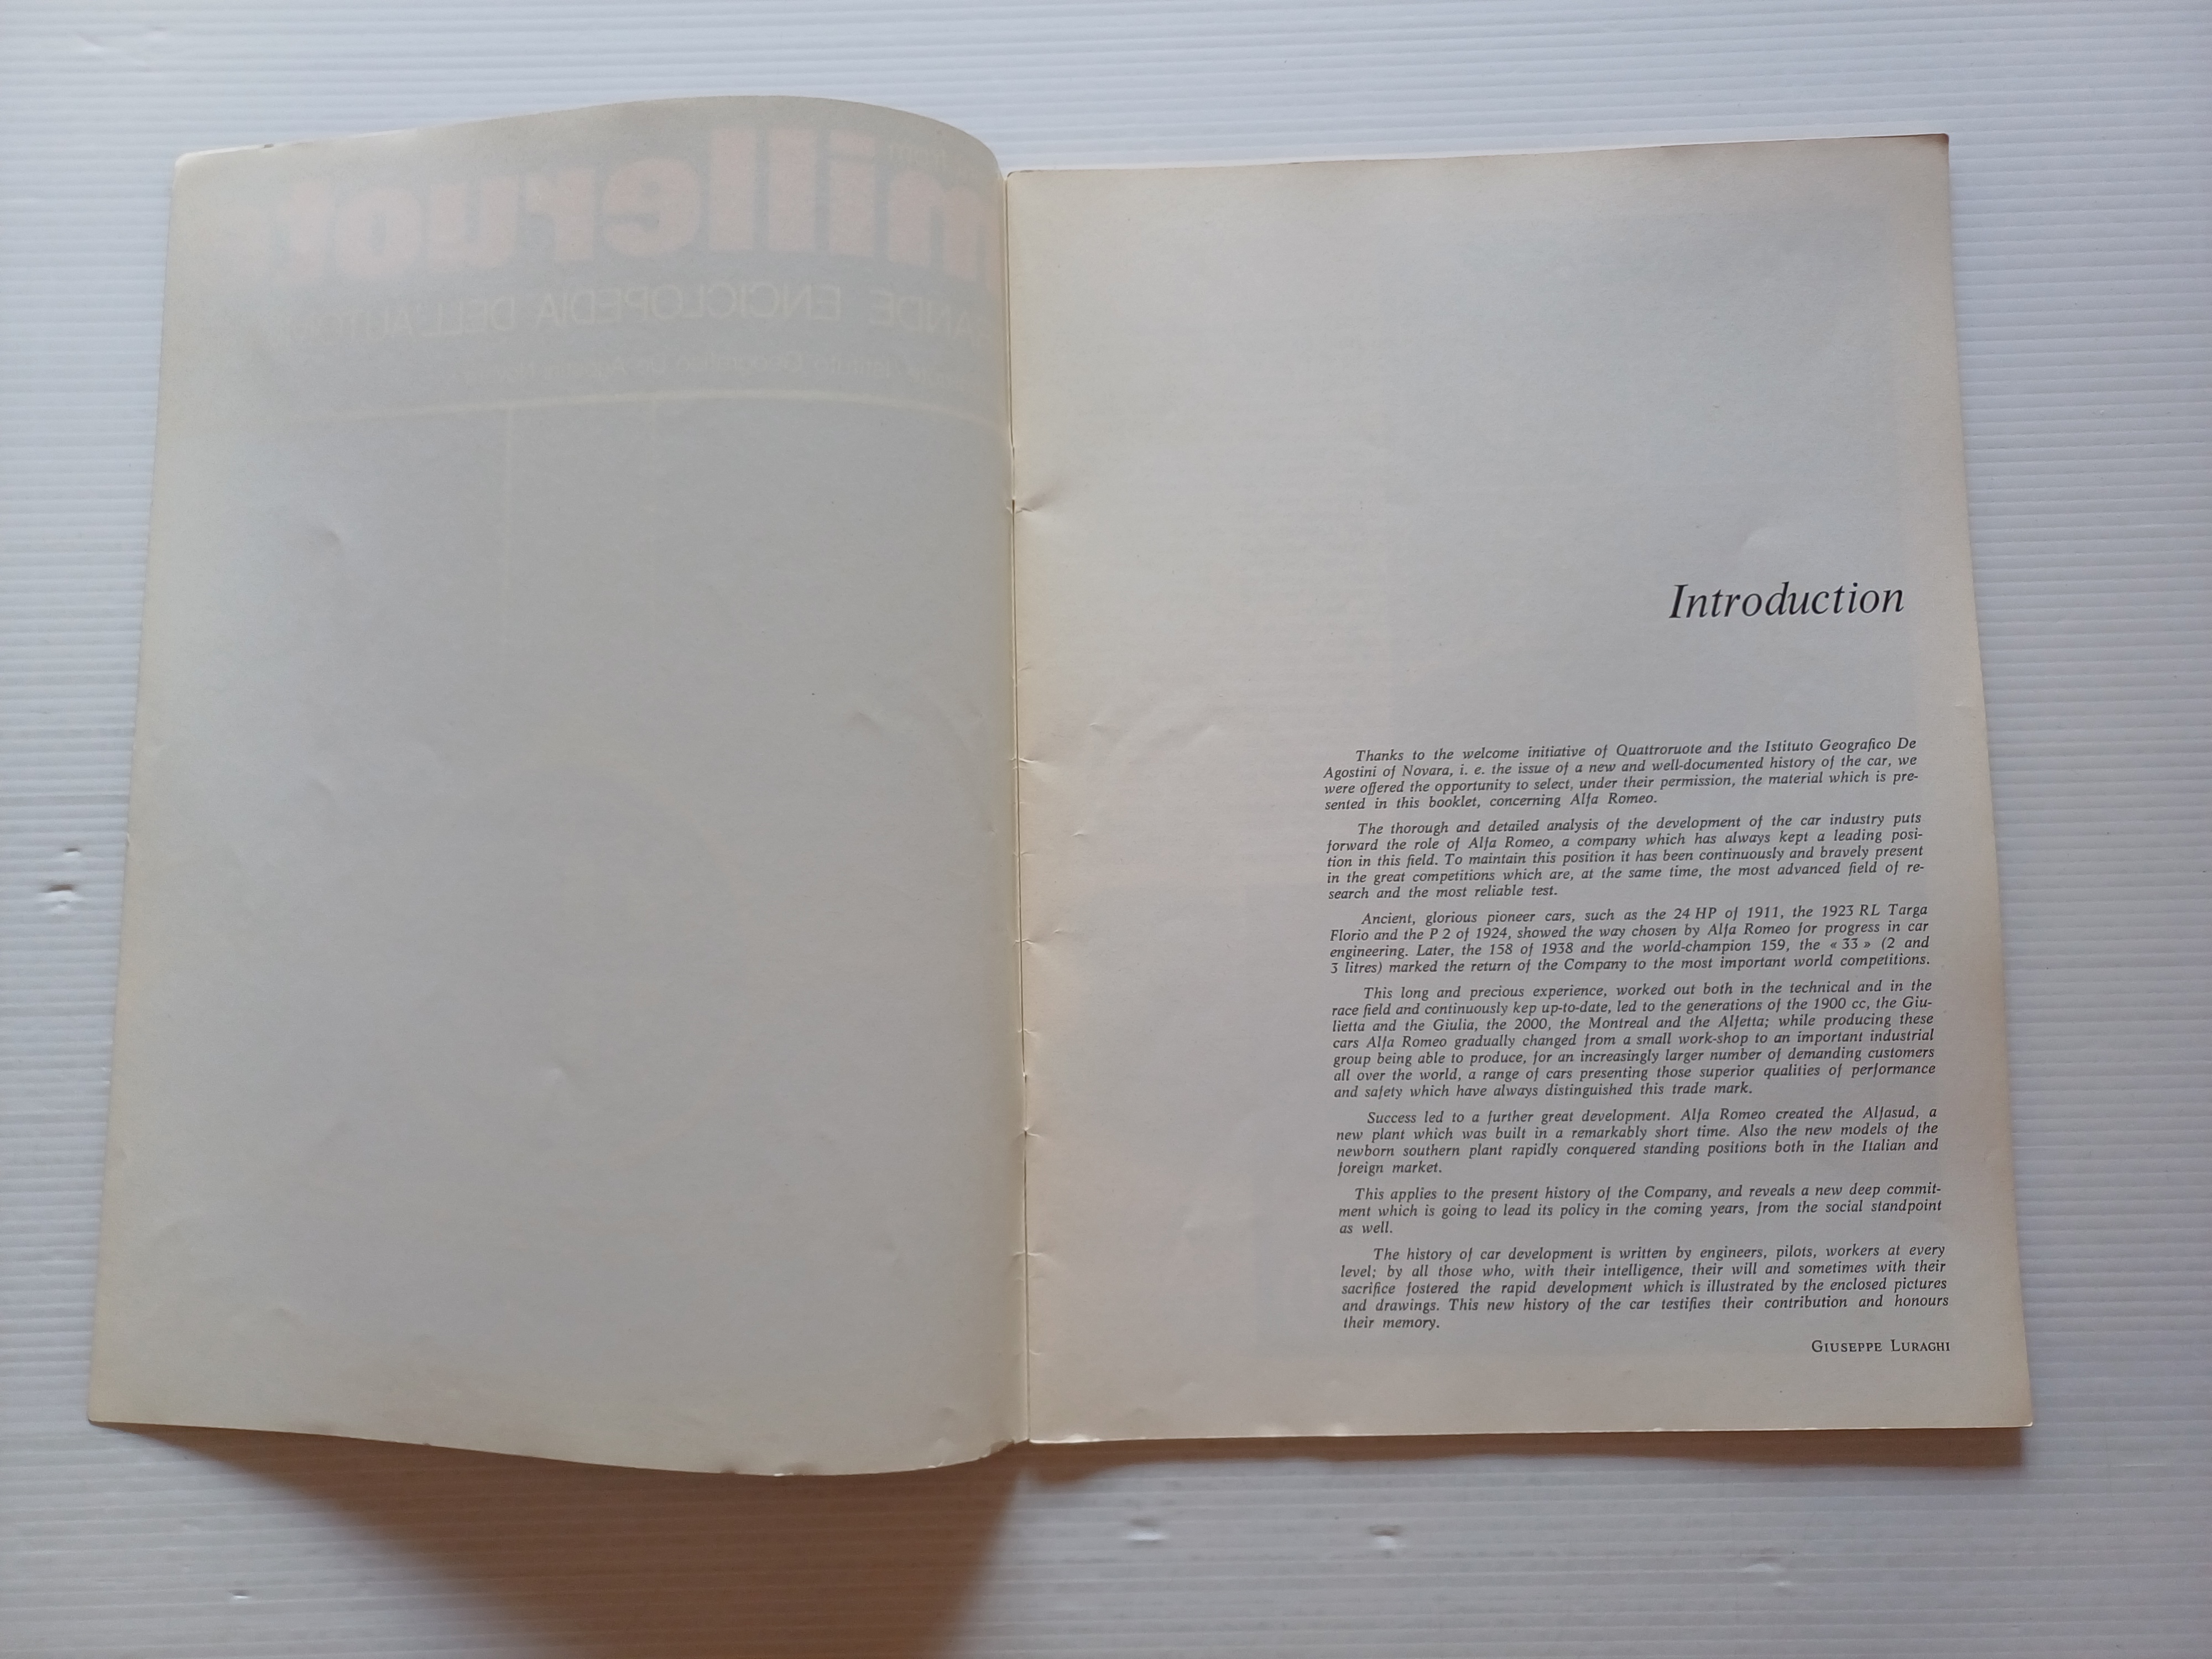 from
milleruot
ANDE ENCICLOPEDIA DELL'AUTOM
Istituto Geografico De Agostini Novara
Introduction
Thanks to the welcome initiative of Quattroruote and the Istituto Geografico De
Agostini of Novara, i. e. the issue of a new and well-documented history of the car, we
were offered the opportunity to select, under their permission, the material which is pre-
sented in this booklet, concerning Alfa Romeo.
The thorough and detailed analysis of the development of the car industry puts
forward the role of Alfa Romeo, a company which has always kept a leading posi-
tion in this field. To maintain this position it has been continuously and bravely present
in the great competitions which are, at the same time, the most advanced field of re-
search and the most reliable test.
Ancient, glorious pioneer cars, such as the 24 HP of 1911, the 1923 RL Targa
Florio and the P 2 of 1924, showed the way chosen by Alfa Romeo for progress in car
engineering. Later, the 158 of 1938 and the world-champion 159, the « 33 » (2 and
3 litres) marked the return of the Company to the most important world competitions.
This long and precious experience, worked out both in the technical and in the
race field and continuously kep up-to-date, led to the generations of the 1900 cc, the Giu-
lietta and the Giulia, the 2000, the Montreal and the Alfetta; while producing these
cars Alfa Romeo gradually changed from a small work-shop to an important industrial
group being able to produce, for an increasingly larger number of demanding customers
all over the world, a range of cars presenting those superior qualities of performance
and safety which have always distinguished this trade mark.
Success led to a further great development. Alfa Romeo created the Alfasud, a
new plant which was built in a remarkably short time. Also the new models of the
newborn southern plant rapidly conquered standing positions both in the Italian and
foreign market.
This applies to the present history of the Company, and reveals a new deep commit-
ment which is going to lead its policy in the coming years, from the social standpoint
as well.
The history of car development is written by engineers, pilots, workers at every
level; by all those who, with their intelligence, their will and sometimes with their
sacrifice fostered the rapid development which is illustrated by the enclosed pictures
and drawings. This new history of the car testifies their contribution and honours
their memory.
GIUSEPPE LURAGHI